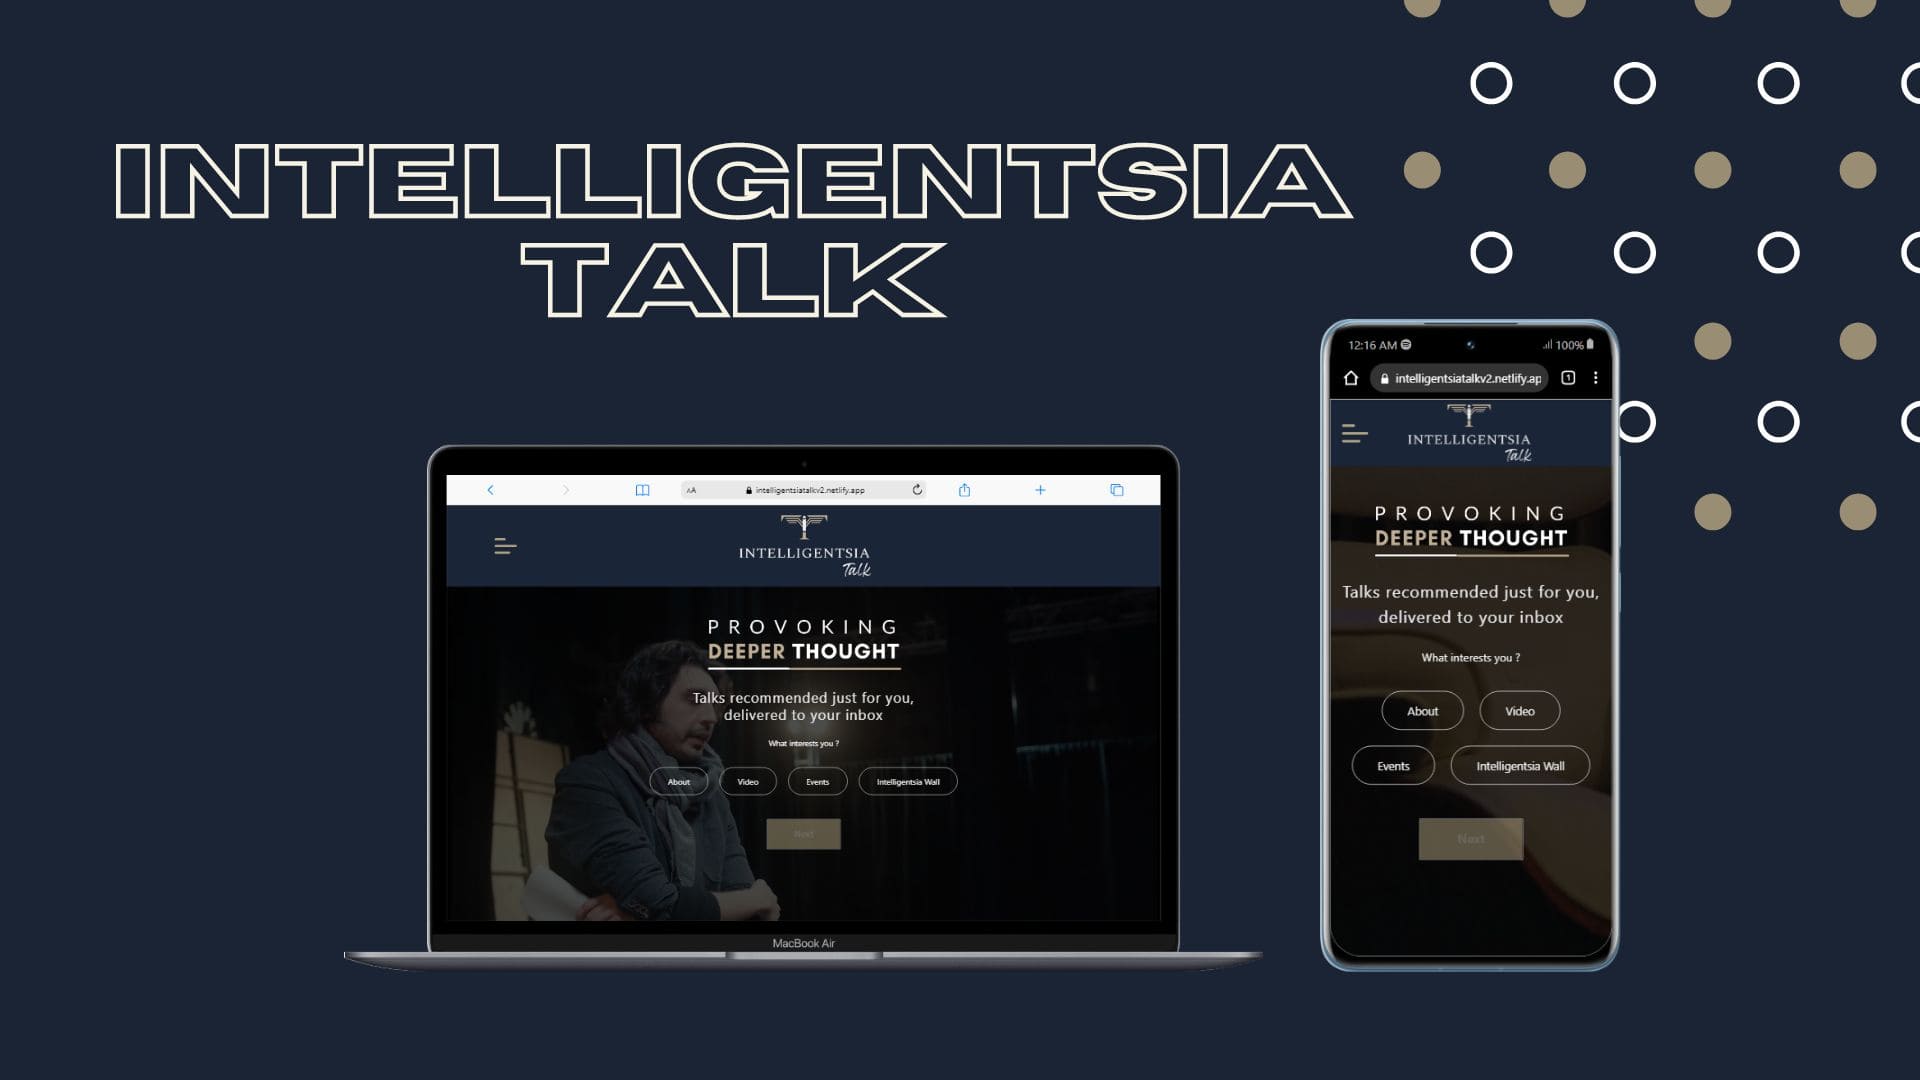 INTELLIGENTSIA
TALK
intelligentsiatalkv2.netlify.app
INTELLIGENTSIA
Talk
PROVOKING
DEEPER THOUGHT
Talks recommended just for you,
delivered to your inbox
What interests you ?
About Video Events Intelligentsia Wall
Next
MacBook Air
12:16 AM 100%
intelligentsiatalkv2.netlify.ap 1
INTELLIGENTSIA
Talk
PROVOKING
DEEPER THOUGHT
Talks recommended just for you,
delivered to your inbox
What interests you ?
About Video
Events Intelligentsia Wall
Next